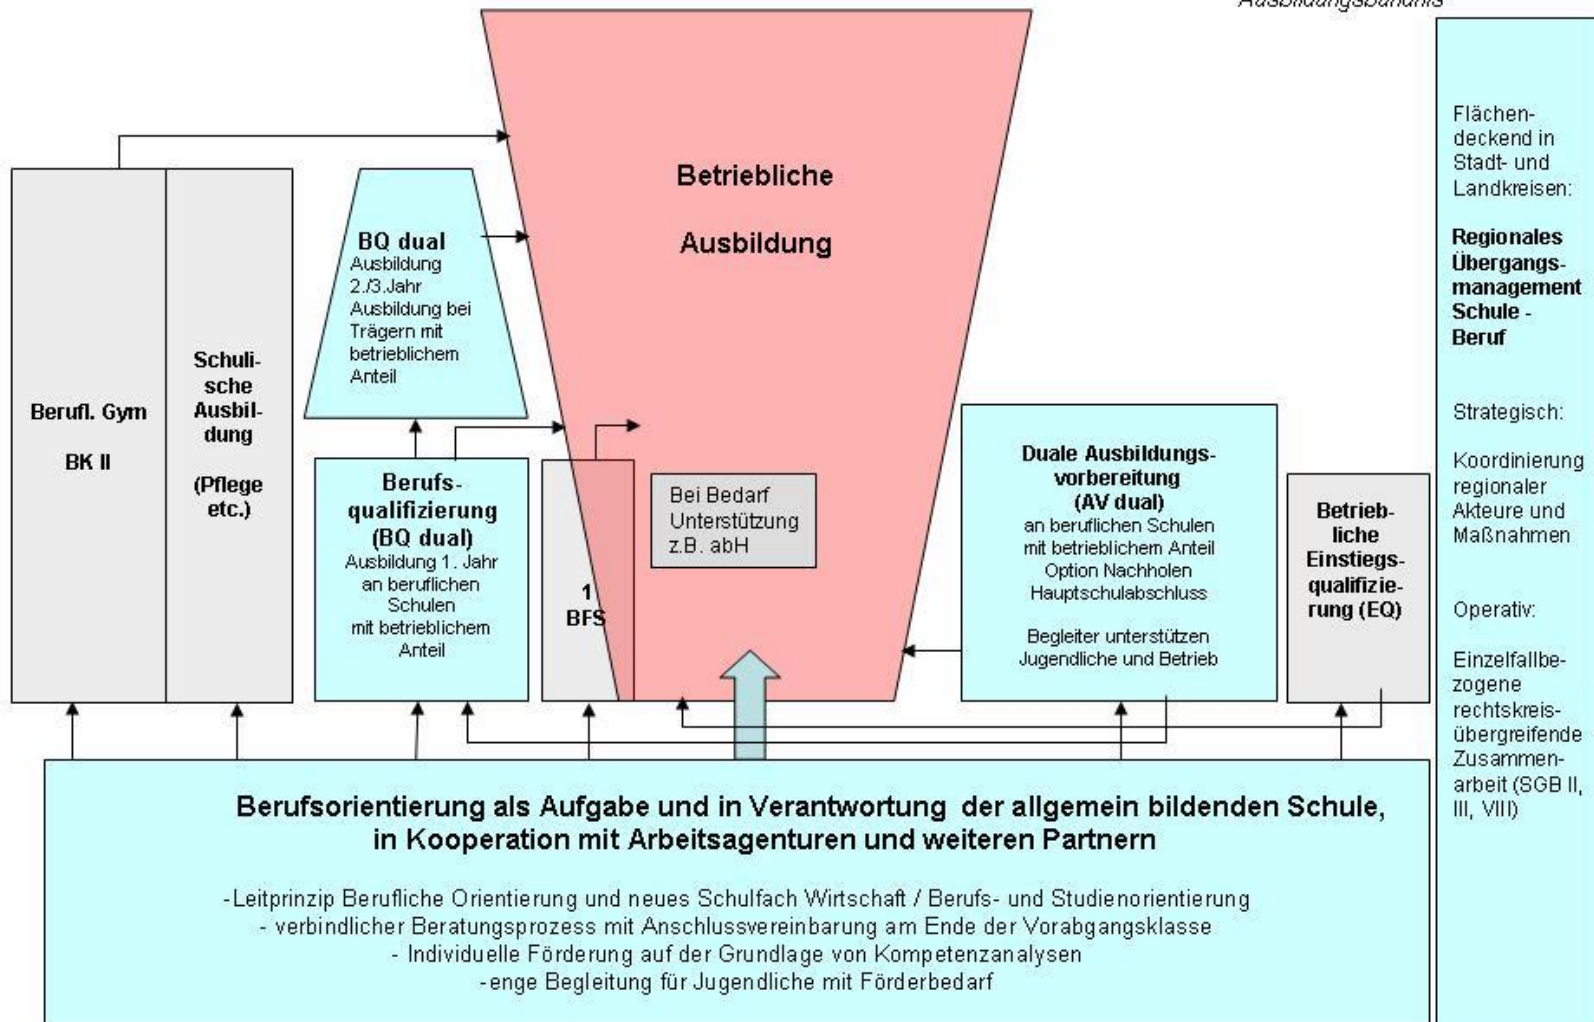 Ausbildungsbündnis
Betriebliche
Ausbildung
Berufl. Gym
BK II
Schuli-
sche
Ausbil-
dung
(Pflege
etc.)
BQ dual
Ausbildung
2./3.Jahr
Ausbildung bei
Trägern mit
betrieblichem
Anteil
Berufs-
qualifizierung
(BQ dual)
Ausbildung 1. Jahr
an beruflichen
Schulen
mit betrieblichem
Anteil
1
BFS
Bei Bedarf
Unterstützung
z.B. abH
Duale Ausbildungs-
vorbereitung
(AV dual)
an beruflichen Schulen
mit betrieblichem Anteil
Option Nachholen
Hauptschulabschluss
Begleiter unterstützen
Jugendliche und Betrieb
Betrieb-
liche
Einstiegs-
qualifizie-
rung (EQ)
Flächen-
deckend in
Stadt- und
Landkreisen:
Regionales
Übergangs-
management
Schule -
Beruf
Strategisch:
Koordinierung
regionaler
Akteure und
Maßnahmen
Operativ:
Einzelfallbe-
zogene
rechtskreis-
übergreifende
Zusammen-
arbeit (SGB II,
III, VIII)
Berufsorientierung als Aufgabe und in Verantwortung der allgemein bildenden Schule,
in Kooperation mit Arbeitsagenturen und weiteren Partnern
-Leitprinzip Berufliche Orientierung und neues Schulfach Wirtschaft / Berufs- und Studienorientierung
- verbindlicher Beratungsprozess mit Anschlussvereinbarung am Ende der Vorabgangsklasse
- Individuelle Förderung auf der Grundlage von Kompetenzanalysen
-enge Begleitung für Jugendliche mit Förderbedarf